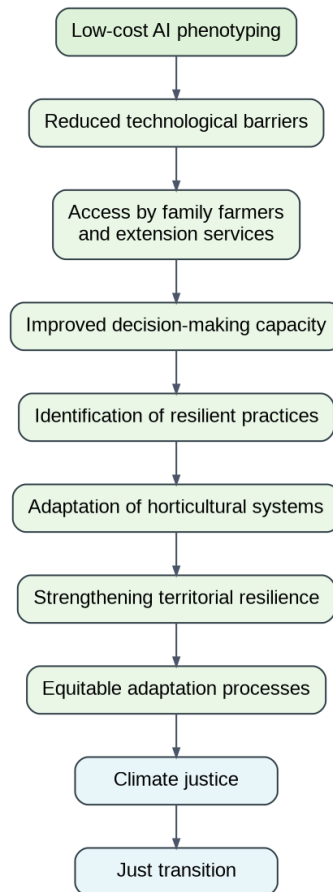 Low-cost AI phenotyping
Reduced technological barriers
Access by family farmers
and extension services
Improved decision-making capacity
Identification of resilient practices
Adaptation of horticultural systems
Strengthening territorial resilience
Equitable adaptation processes
Climate justice
Just transition